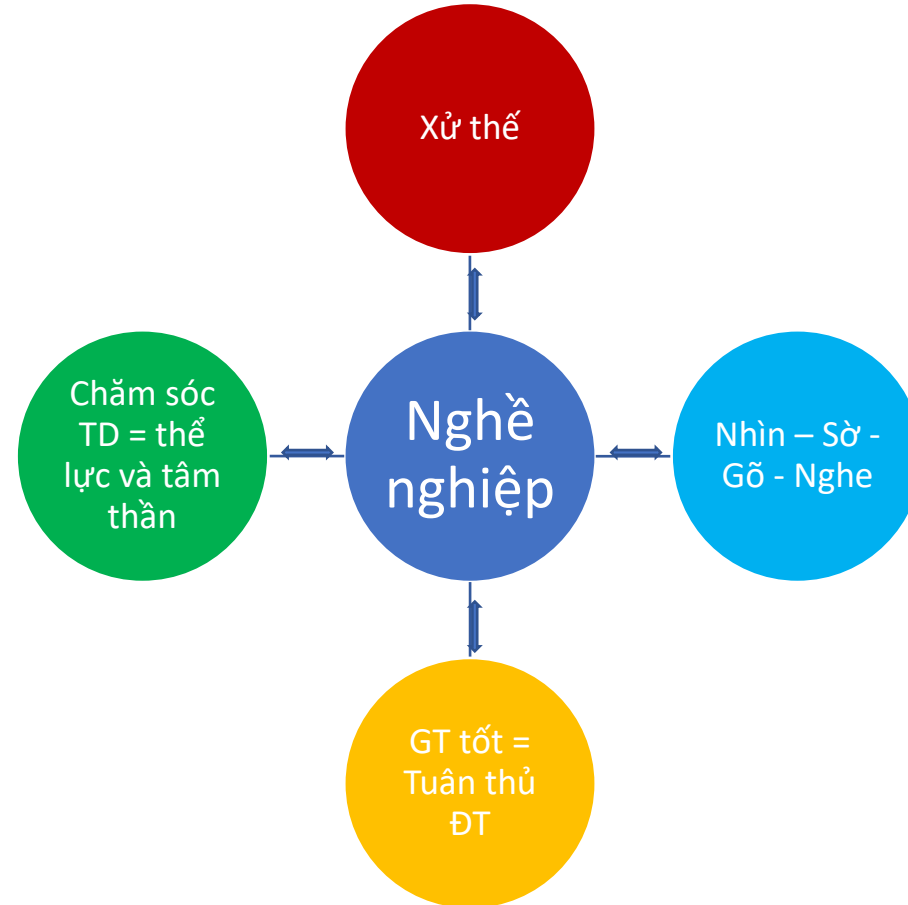 Xử thế
Chăm sóc
TD = thể
lực và tâm
thần
Nghề
nghiệp
Nhìn – Sờ -
Gõ - Nghe
GT tốt =
Tuân thủ
ĐT